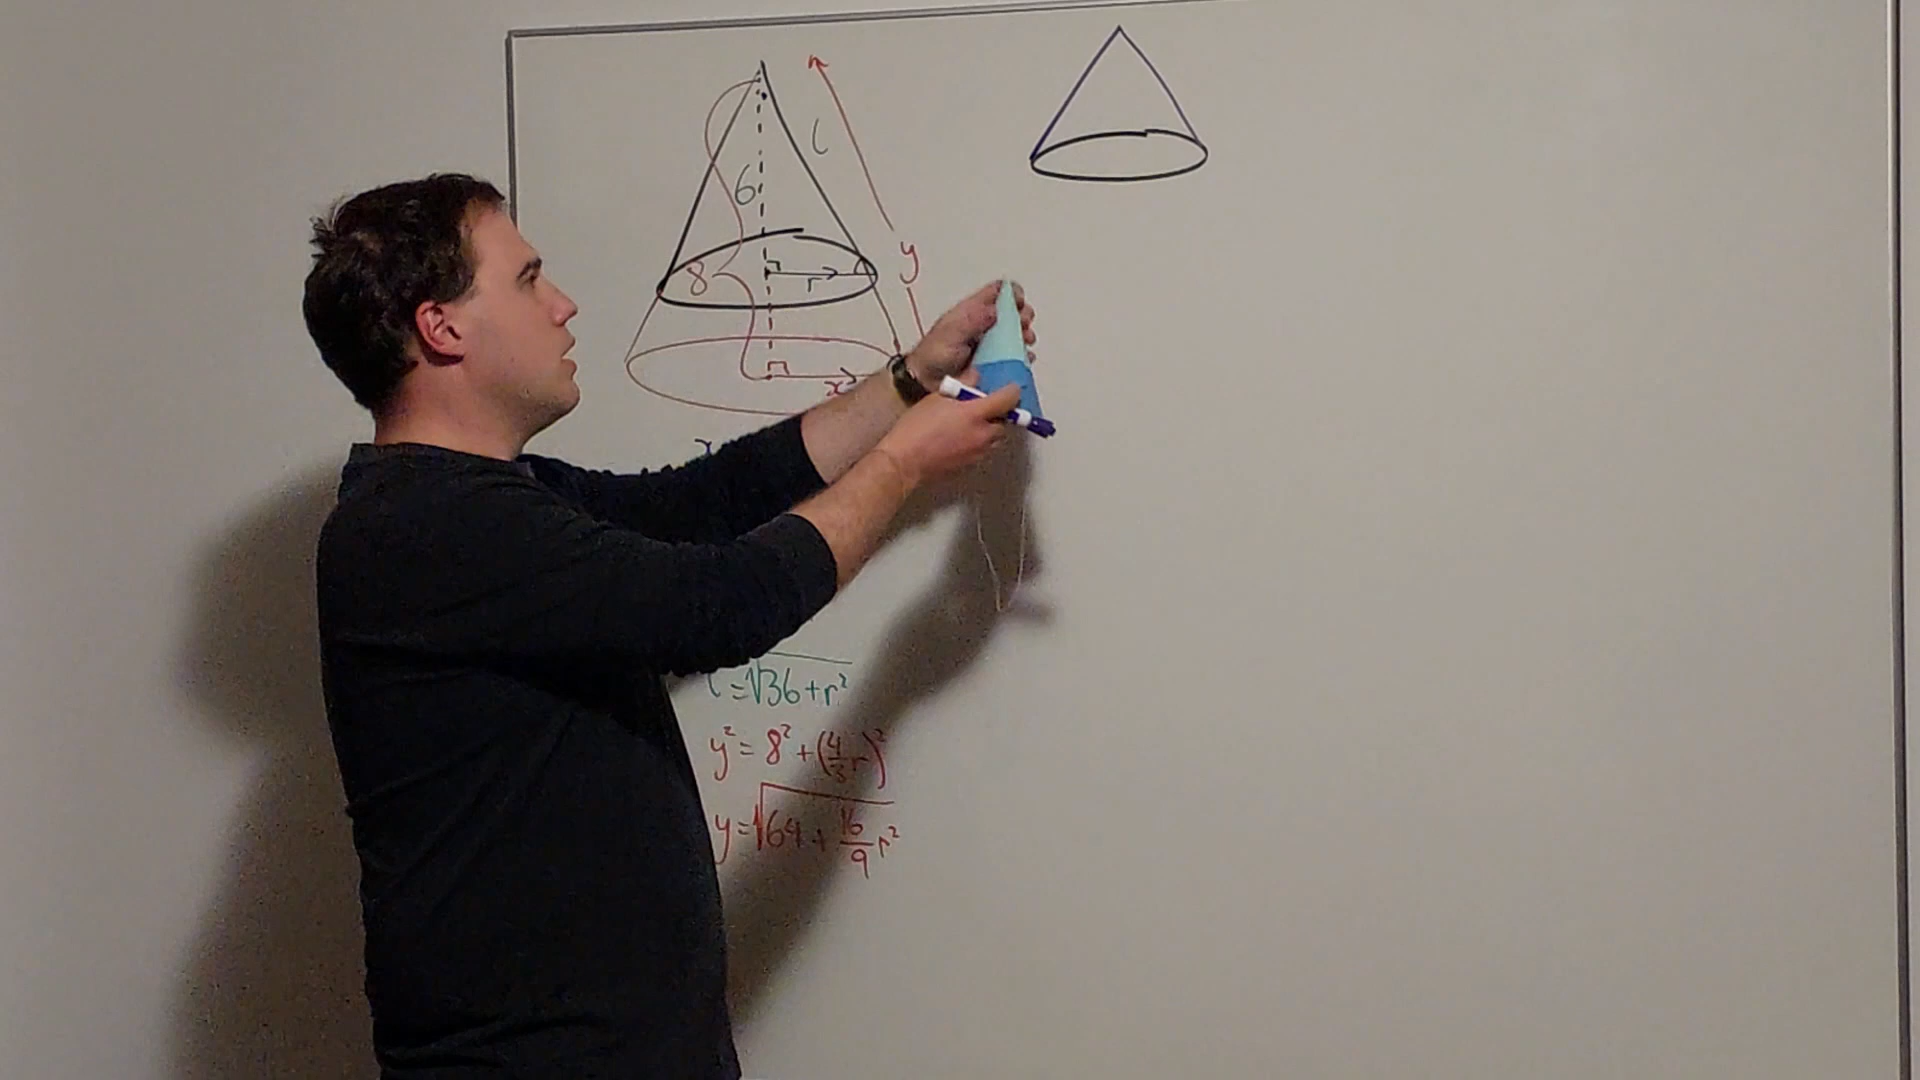 l
6
y
8
r
x
x
l = √36 + r²
y² = 8² + (4/3 r)²
y = √64 + 16/9 r²